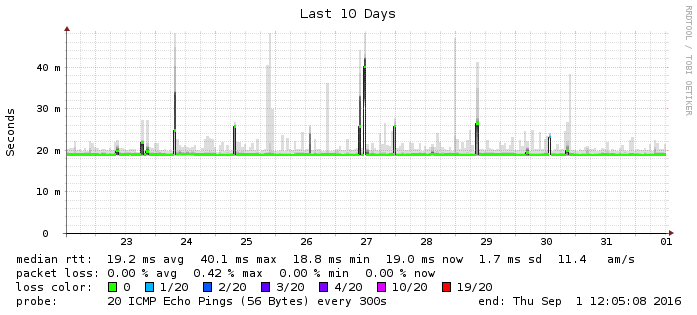 Last 10 Days
RRDTOOL / TOBI OETIKER
Seconds
40 m
30 m
20 m
10 m
0
23 24 25 26 27 28 29 30 31 01
median rtt: 19.2 ms avg 40.1 ms max 18.8 ms min 19.0 ms now 1.7 ms sd 11.4 am/s
packet loss: 0.00 % avg 0.42 % max 0.00 % min 0.00 % now
loss color: 0 1/20 2/20 3/20 4/20 10/20 19/20
probe: 20 ICMP Echo Pings (56 Bytes) every 300s end: Thu Sep 1 12:05:08 2016